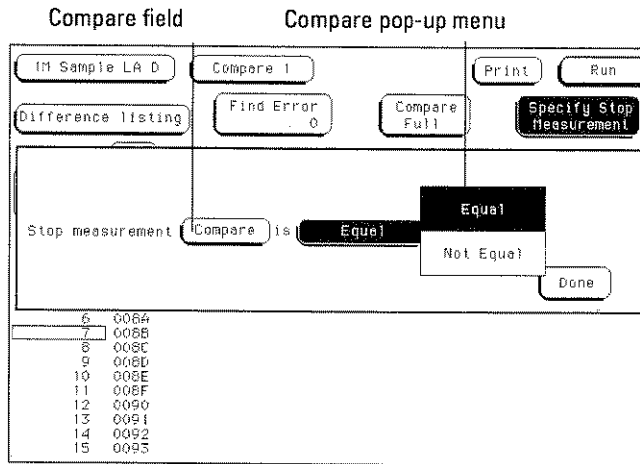 Compare field Compare pop-up menu
1M Sample LA D Compare 1 Print Run
Difference listing Find Error 0 Compare Full Specify Stop Measurement
Stop measurement Compare is Equal
Equal
Not Equal
Done
6 008A
7 008B
8 008C
9 008D
10 008E
11 008F
12 0090
13 0091
14 0092
15 0093